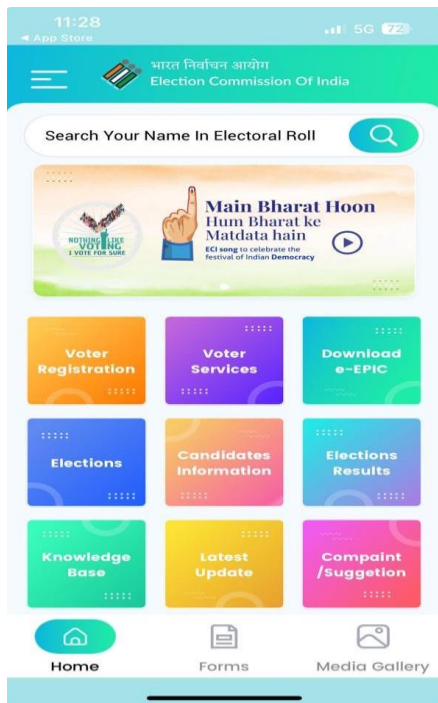 11:28
5G 72
◀ App Store
भारत निर्वाचन आयोग
Election Commission Of India
Search Your Name In Electoral Roll
NOTHING LIKE
VOTING
I VOTE FOR SURE
Main Bharat Hoon
Hum Bharat ke
Matdata hain
ECI song to celebrate the
festival of Indian Democracy
Voter
Registration
Voter
Services
Download
e-EPIC
Elections
Candidates
Information
Elections
Results
Knowledge
Base
Latest
Update
Compaint
/Suggetion
Home
Forms
Media Gallery